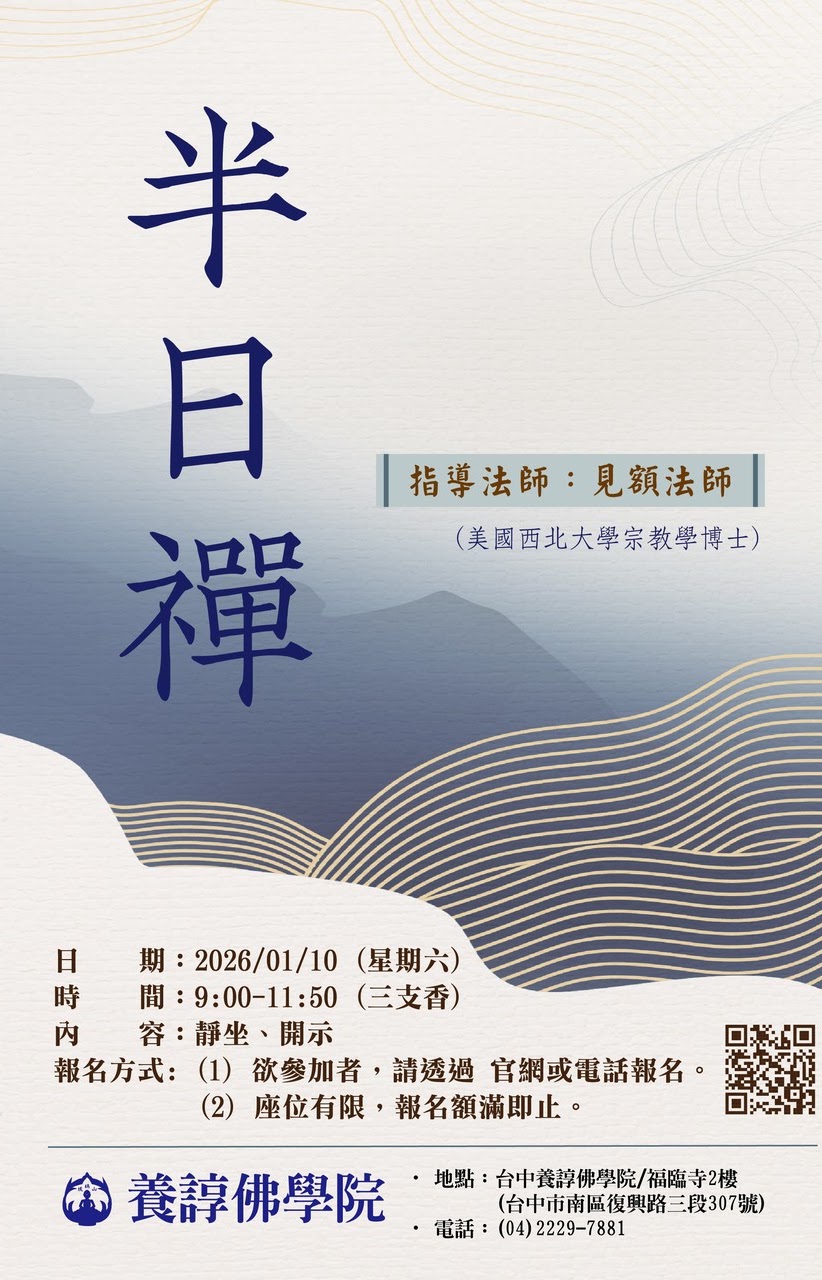 半日禪
指導法師：見額法師
（美國西北大學宗教學博士）
日　　期：2026/01/10（星期六）
時　　間：9:00-11:50（三支香）
內　　容：靜坐、開示
報名方式：（1）欲參加者，請透過 官網或電話報名。
（2）座位有限，報名額滿即止。
養諄佛學院
・地點：台中養諄佛學院/福臨寺2樓
(台中市南區復興路三段307號)
・電話：(04)2229-7881